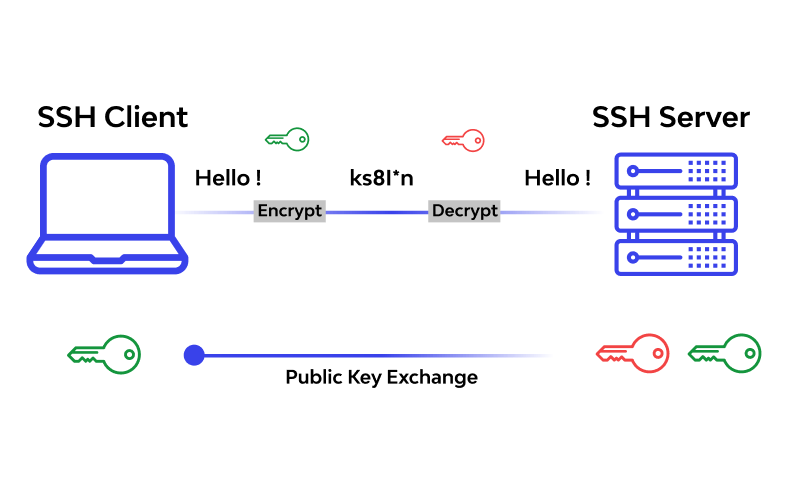 SSH Client
SSH Server
Hello !
ks8I*n
Hello !
Encrypt
Decrypt
Public Key Exchange